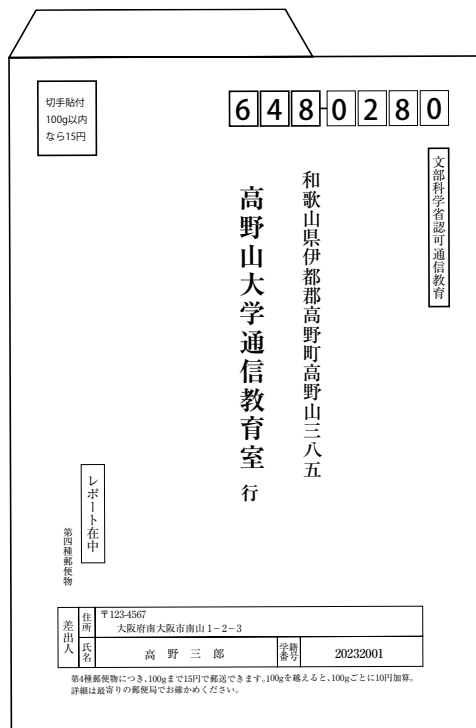 切手貼付
100g以内
なら15円
648-0280
文部科学省認可通信教育
和歌山県伊都郡高野町高野山三八五
高野山大学通信教育室 行
レポート在中
第四種郵便物
差出人
住所
〒123-4567
大阪府南大阪市南山1-2-3
氏名
高野三郎
学籍番号
20232001
第4種郵便物につき、100gまで15円で郵送できます。100gを越えると、100gごとに10円加算。
詳細は最寄りの郵便局でお確かめください。